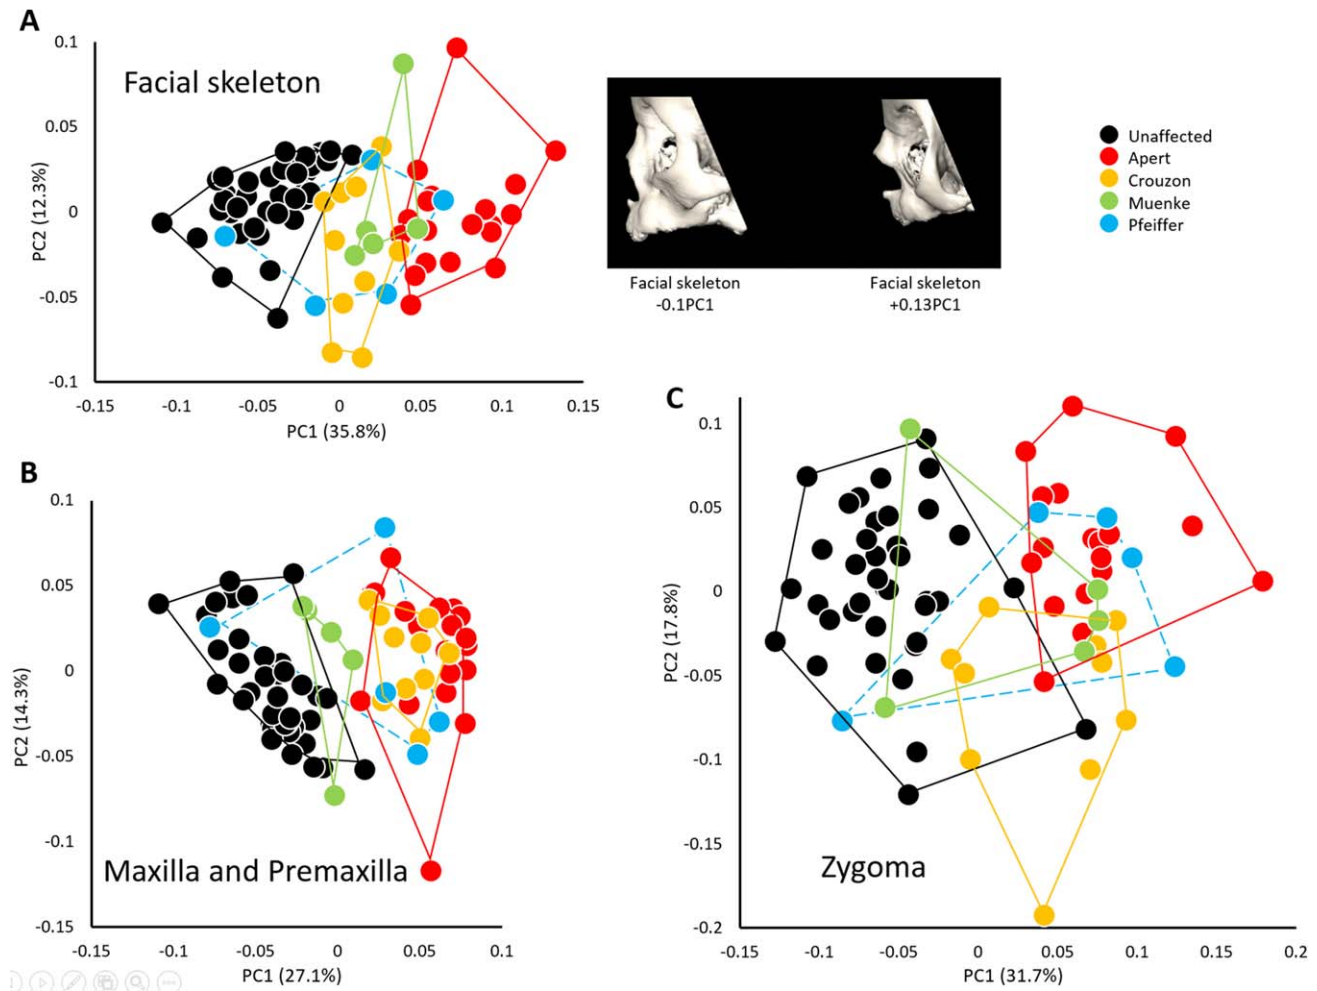 A
Facial skeleton
0.1
0.05
0
-0.05
-0.1
PC2 (12.3%)
-0.15 -0.1 -0.05 0 0.05 0.1 0.15
PC1 (35.8%)
Facial skeleton
-0.1PC1
Facial skeleton
+0.13PC1
Unaffected
Apert
Crouzon
Muenke
Pfeiffer
B
0.1
0.05
0
-0.05
-0.1
-0.15
PC2 (14.3%)
Maxilla and Premaxilla
-0.15 -0.1 -0.05 0 0.05 0.1
PC1 (27.1%)
C
0.1
0.05
0
-0.05
-0.1
-0.15
-0.2
PC2 (17.8%)
Zygoma
-0.15 -0.1 -0.05 0 0.05 0.1 0.15 0.2
PC1 (31.7%)